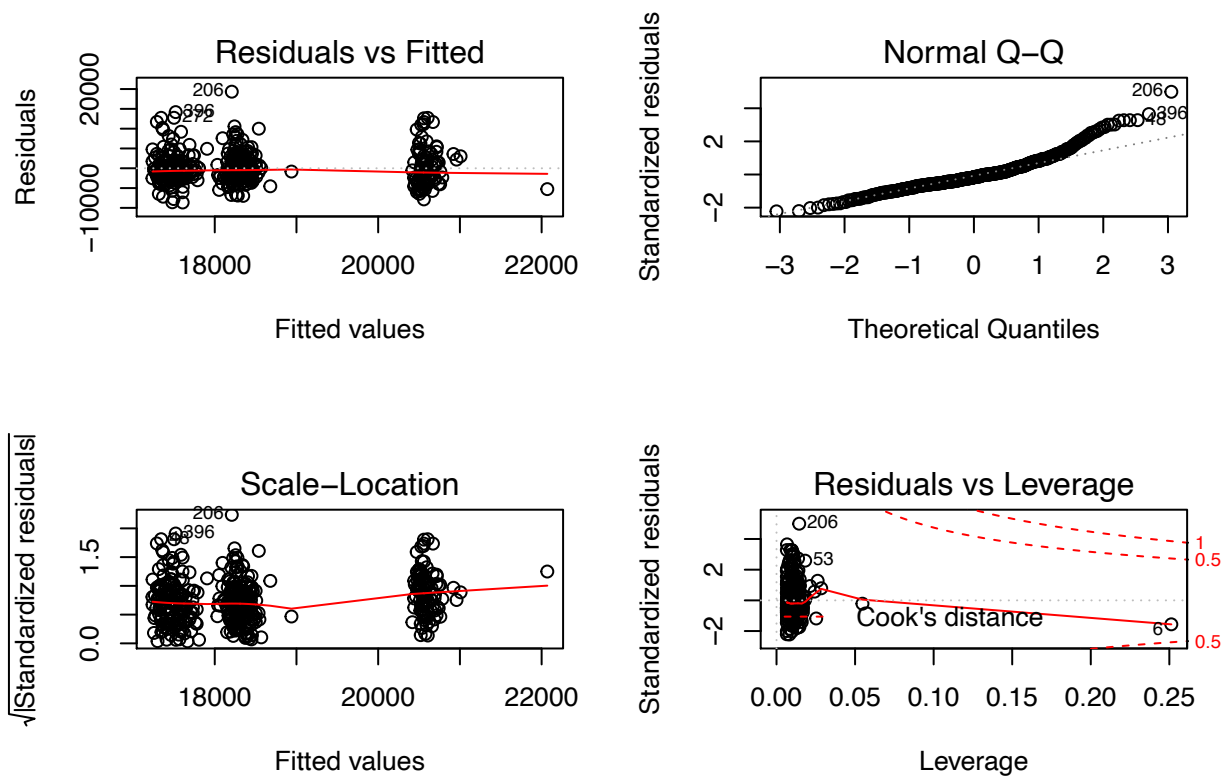 Residuals vs Fitted
Residuals
20000
−10000
206
396
272
18000 20000 22000
Fitted values
Normal Q−Q
Standardized residuals
2
−2
206
396
48
−3 −2 −1 0 1 2 3
Theoretical Quantiles
Scale−Location
√|Standardized residuals|
1.5
0.0
206
396
48
18000 20000 22000
Fitted values
Residuals vs Leverage
Standardized residuals
2
−2
206
53
6
Cook's distance
1
0.5
0.5
0.00 0.05 0.10 0.15 0.20 0.25
Leverage